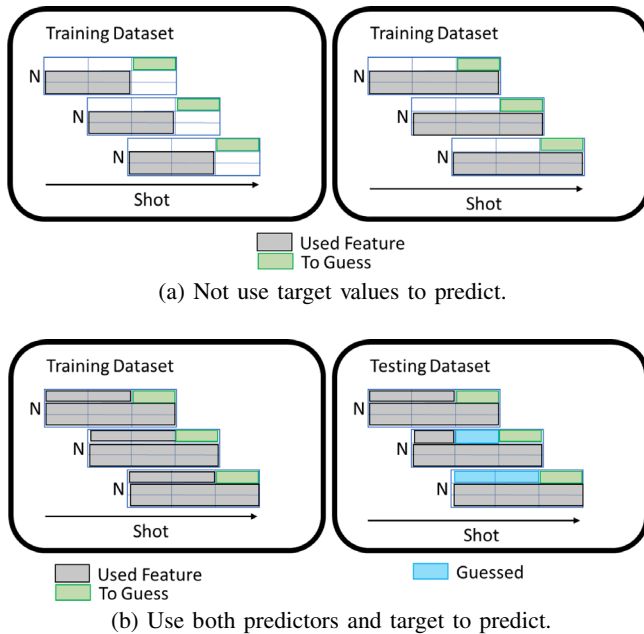 Training Dataset
N
N
N
Shot
Training Dataset
N
N
N
Shot
Used Feature
To Guess
(a) Not use target values to predict.
Training Dataset
N
N
N
Shot
Testing Dataset
N
N
N
Shot
Used Feature
To Guess
Guessed
(b) Use both predictors and target to predict.